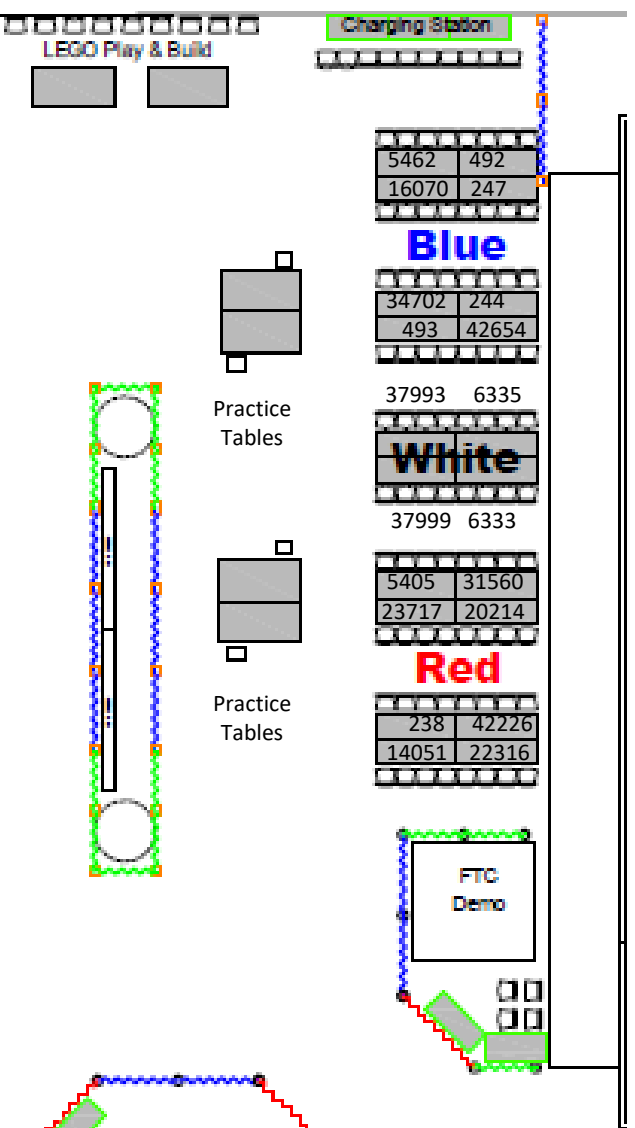 Charging Station
LEGO Play & Build
5462 492
16070 247
Blue
34702 244
493 42654
37993 6335
Practice
Tables
White
37999 6333
5405 31560
23717 20214
Red
Practice
Tables
238 42226
14051 22316
FTC
Demo